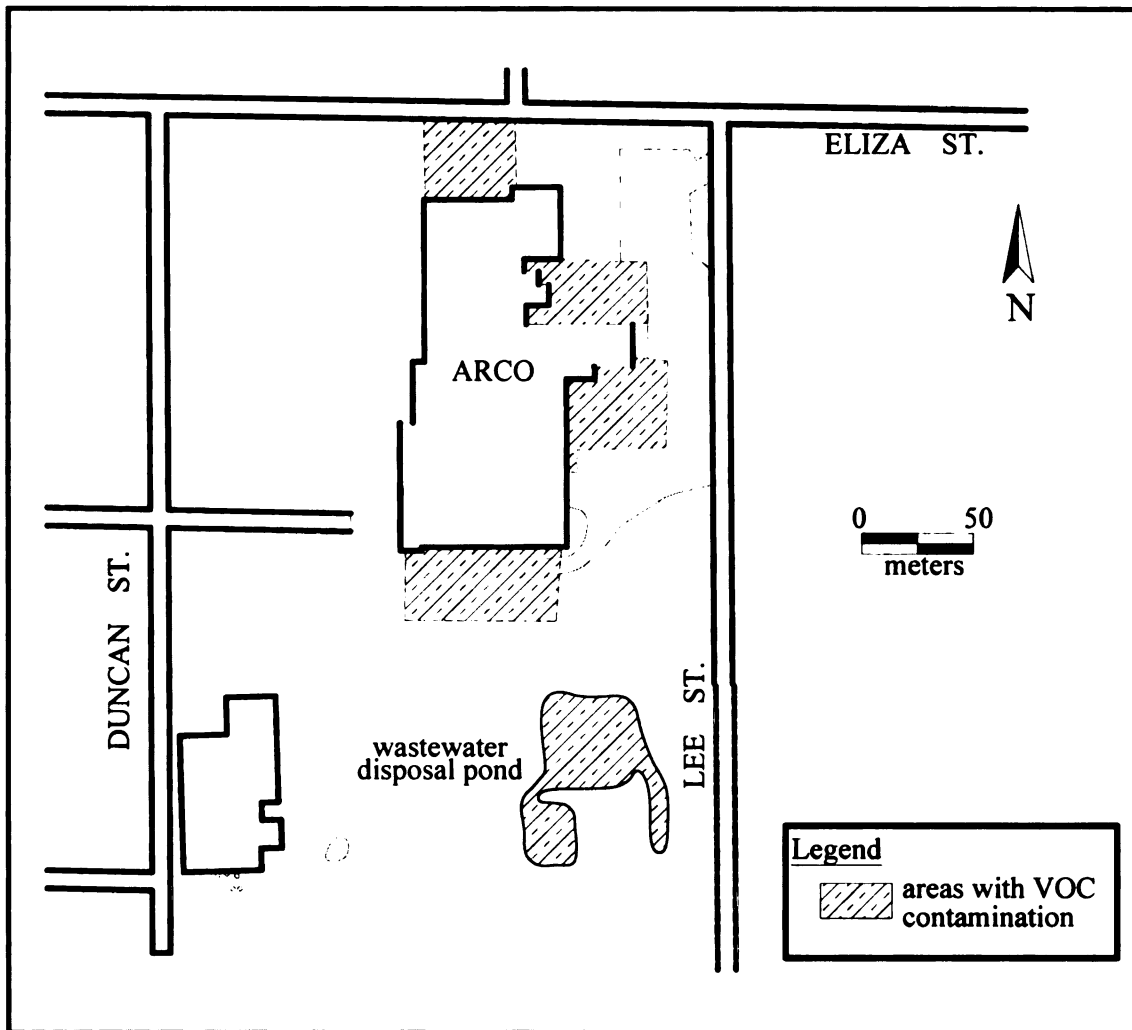 ELIZA ST.
N
ARCO
0 50
meters
DUNCAN ST.
LEE ST.
wastewater
disposal pond
Legend
areas with VOC
contamination